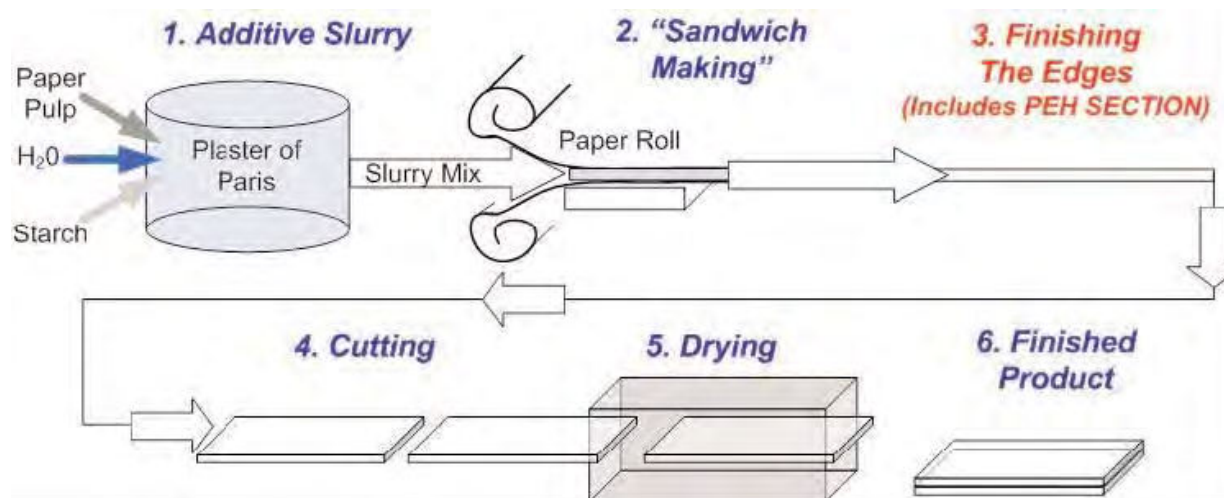 1. Additive Slurry
2. “Sandwich
Making”
3. Finishing
The Edges
(Includes PEH SECTION)
Paper
Pulp
H₂0
Starch
Plaster of
Paris
Slurry Mix
Paper Roll
4. Cutting
5. Drying
6. Finished
Product